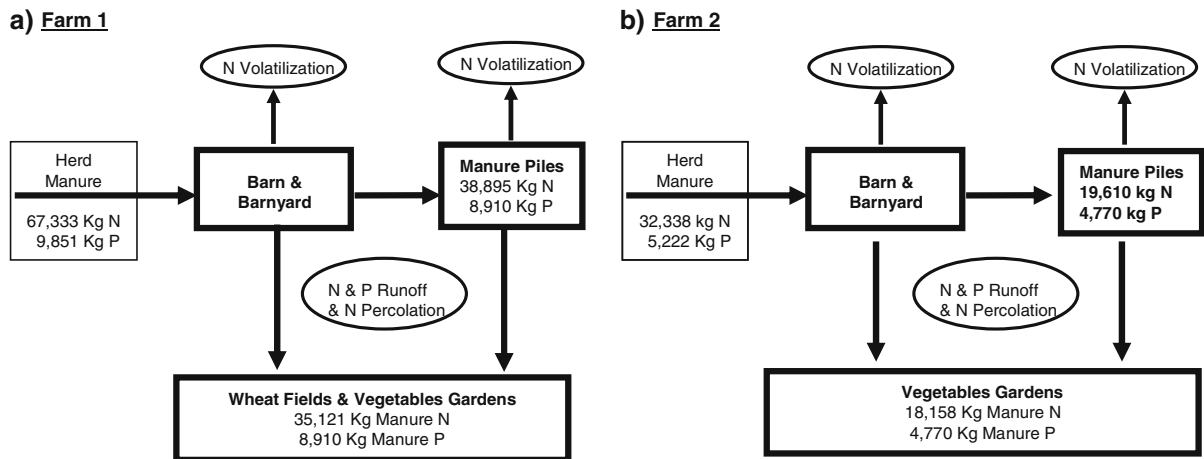 a) Farm 1
N Volatilization
N Volatilization
Herd
Manure
67,333 Kg N
9,851 Kg P
Barn &
Barnyard
Manure Piles
38,895 Kg N
8,910 Kg P
N & P Runoff
& N Percolation
Wheat Fields & Vegetables Gardens
35,121 Kg Manure N
8,910 Kg Manure P
b) Farm 2
N Volatilization
N Volatilization
Herd
Manure
32,338 kg N
5,222 kg P
Barn &
Barnyard
Manure Piles
19,610 kg N
4,770 kg P
N & P Runoff
& N Percolation
Vegetables Gardens
18,158 Kg Manure N
4,770 Kg Manure P